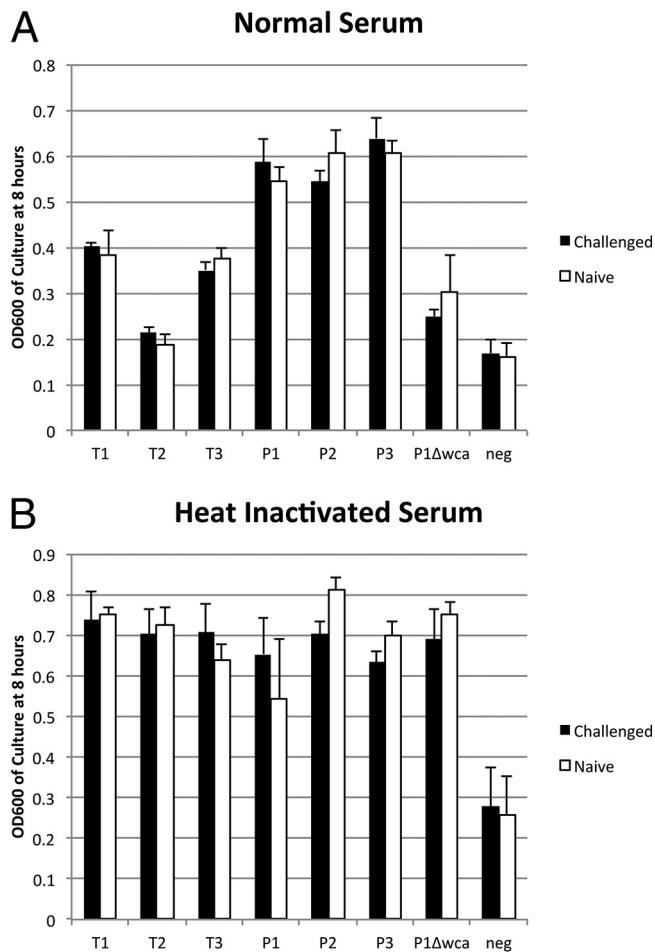 A
Normal Serum
0.8
0.7
0.6
0.5
0.4
0.3
0.2
0.1
0
OD600 of Culture at 8 hours
T1 T2 T3 P1 P2 P3 P1Δwca neg
Challenged
Naive
B
Heat Inactivated Serum
0.9
0.8
0.7
0.6
0.5
0.4
0.3
0.2
0.1
0
OD600 of Culture at 8 hours
T1 T2 T3 P1 P2 P3 P1Δwca neg
Challenged
Naive